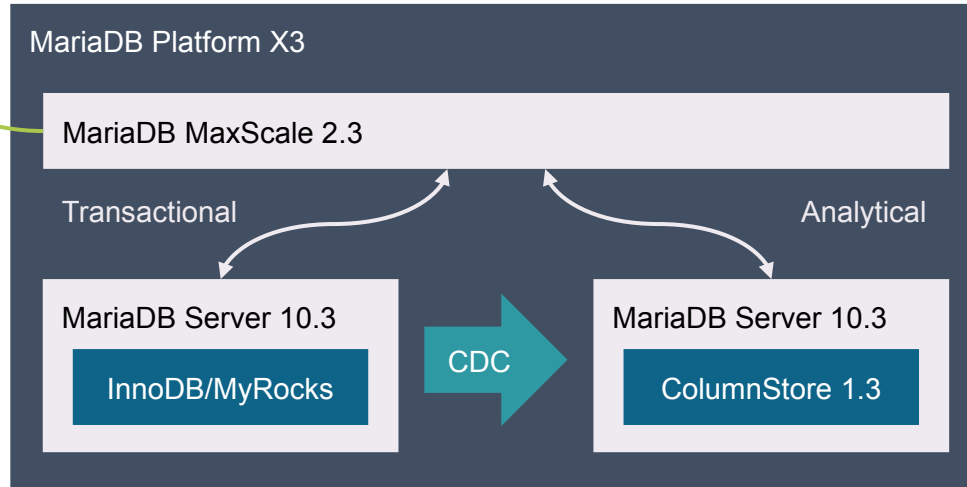 MariaDB Platform X3
MariaDB MaxScale 2.3
Transactional
Analytical
MariaDB Server 10.3
InnoDB/MyRocks
CDC
MariaDB Server 10.3
ColumnStore 1.3